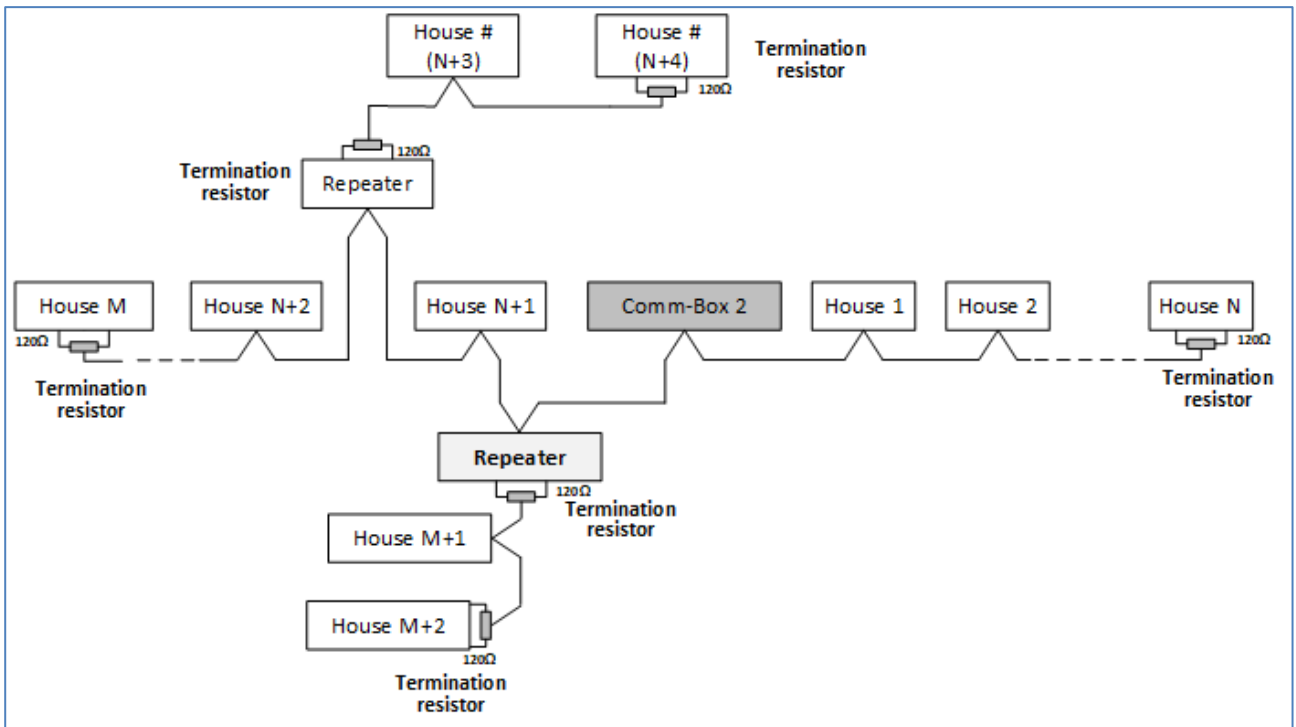 House #
(N+3)
House #
(N+4)
Termination
resistor
120Ω
120Ω
Termination
resistor
Repeater
House M
House N+2
House N+1
Comm-Box 2
House 1
House 2
House N
120Ω
120Ω
Termination
resistor
Termination
resistor
Repeater
120Ω
Termination
resistor
House M+1
House M+2
120Ω
Termination
resistor